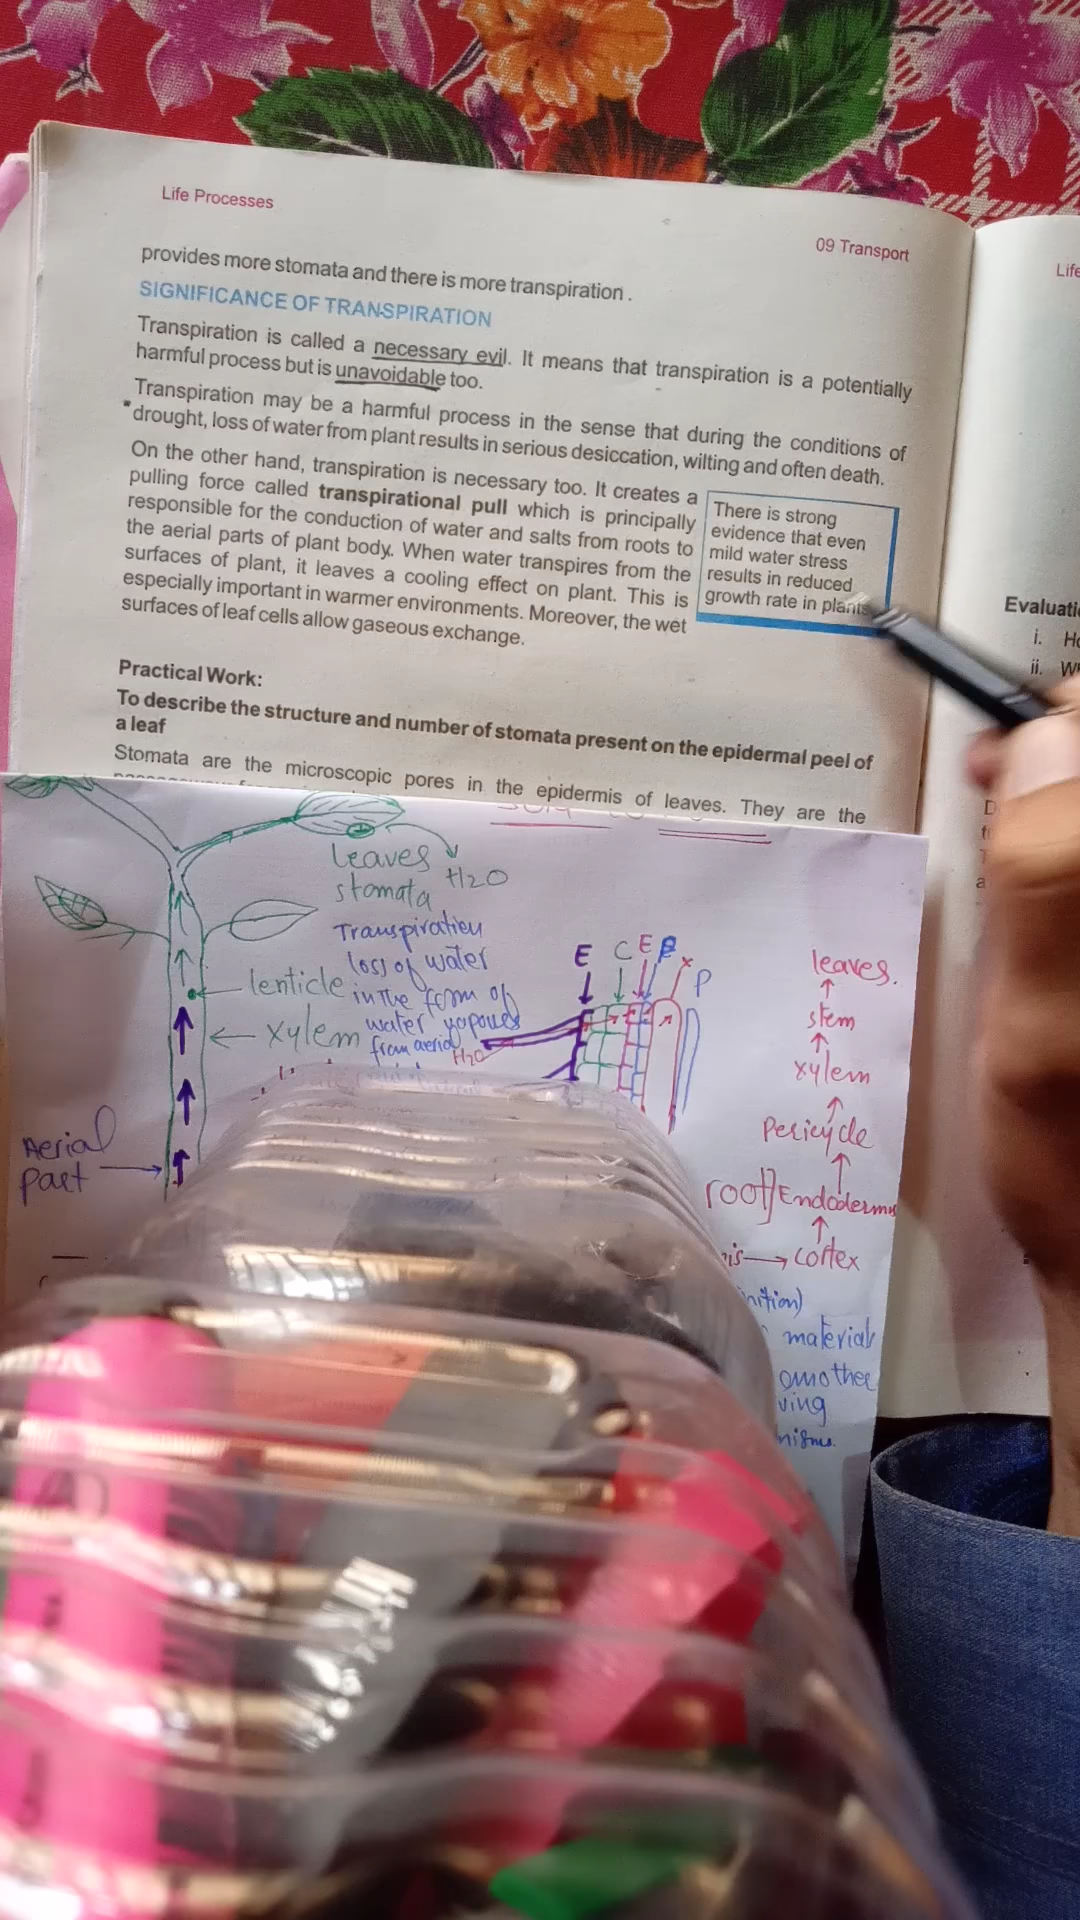 Life Processes
09 Transport
provides more stomata and there is more transpiration .
SIGNIFICANCE OF TRANSPIRATION
Transpiration is called a necessary evil. It means that transpiration is a potentially
harmful process but is unavoidable too.
Transpiration may be a harmful process in the sense that during the conditions of
drought, loss of water from plant results in serious desiccation, wilting and often death.
On the other hand, transpiration is necessary too. It creates a
pulling force called transpirational pull which is principally
responsible for the conduction of water and salts from roots to
the aerial parts of plant body. When water transpires from the
surfaces of plant, it leaves a cooling effect on plant. This is
especially important in warmer environments. Moreover, the wet
surfaces of leaf cells allow gaseous exchange.
There is strong
evidence that even
mild water stress
results in reduced
growth rate in plants
Practical Work:
To describe the structure and number of stomata present on the epidermal peel of
a leaf
Stomata are the microscopic pores in the epidermis of leaves. They are the
Life
Evaluati
i. Ho
ii. W
leaves
H2O
stomata
Transpiration
loss of water
in the form of
water vapours
from aerial
H2O
lenticle
xylem
Aerial
part
E
C
E
P
x
P
leaves.
stem
xylem
Pericycle
root] Endodermis
is → cortex
nition)
material
another
ving
nisms.